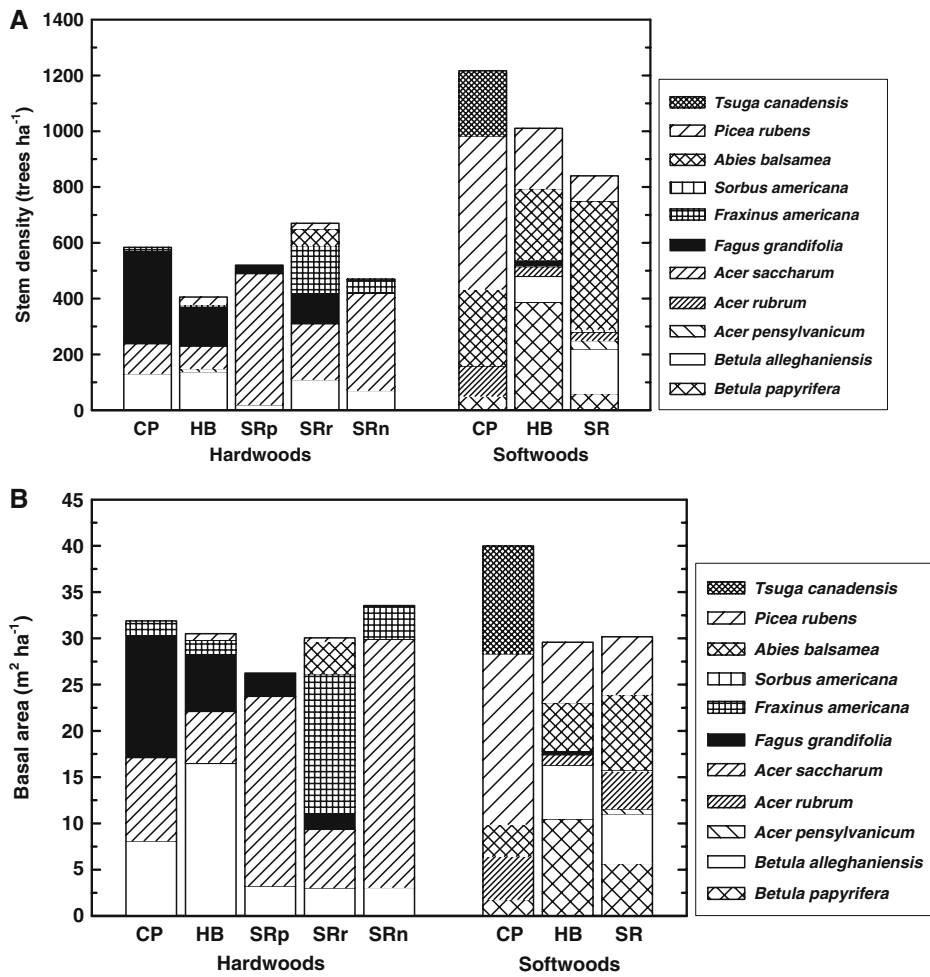 A
Stem density (trees ha⁻¹)
1400
1200
1000
800
600
400
200
0
CP HB SRp SRr SRn CP HB SR
Hardwoods Softwoods
Tsuga canadensis
Picea rubens
Abies balsamea
Sorbus americana
Fraxinus americana
Fagus grandifolia
Acer saccharum
Acer rubrum
Acer pensylvanicum
Betula alleghaniensis
Betula papyrifera
B
Basal area (m² ha⁻¹)
45
40
35
30
25
20
15
10
5
0
CP HB SRp SRr SRn CP HB SR
Hardwoods Softwoods
Tsuga canadensis
Picea rubens
Abies balsamea
Sorbus americana
Fraxinus americana
Fagus grandifolia
Acer saccharum
Acer rubrum
Acer pensylvanicum
Betula alleghaniensis
Betula papyrifera